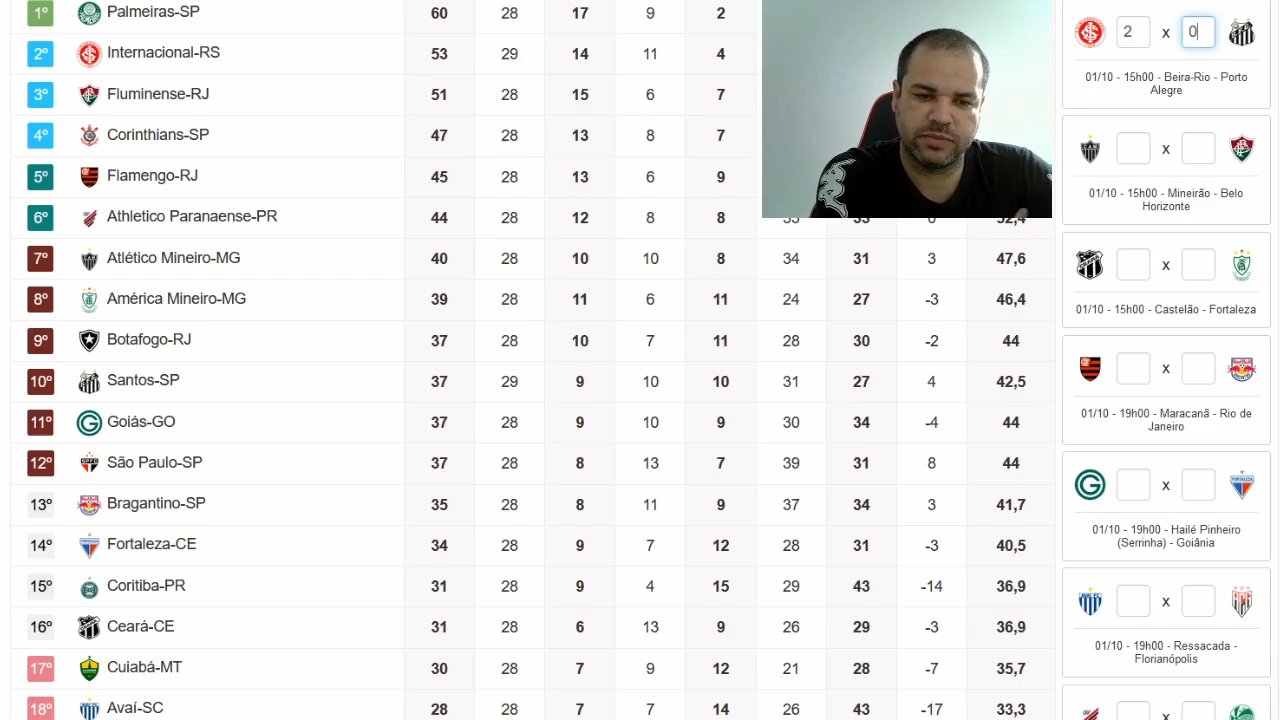 1º Palmeiras-SP 60 28 17 9 2
2º Internacional-RS 53 29 14 11 4
3º Fluminense-RJ 51 28 15 6 7
4º Corinthians-SP 47 28 13 8 7
5º Flamengo-RJ 45 28 13 6 9
6º Athletico Paranaense-PR 44 28 12 8 8
7º Atlético Mineiro-MG 40 28 10 10 8 34 31 3 47,6
8º América Mineiro-MG 39 28 11 6 11 24 27 -3 46,4
9º Botafogo-RJ 37 28 10 7 11 28 30 -2 44
10º Santos-SP 37 29 9 10 10 31 27 4 42,5
11º Goiás-GO 37 28 9 10 9 30 34 -4 44
12º São Paulo-SP 37 28 8 13 7 39 31 8 44
13º Bragantino-SP 35 28 8 11 9 37 34 3 41,7
14º Fortaleza-CE 34 28 9 7 12 28 31 -3 40,5
15º Coritiba-PR 31 28 9 4 15 29 43 -14 36,9
16º Ceará-CE 31 28 6 13 9 26 29 -3 36,9
17º Cuiabá-MT 30 28 7 9 12 21 28 -7 35,7
18º Avaí-SC 28 28 7 7 14 26 43 -17 33,3
2 x 0
01/10 - 15h00 - Beira-Rio - Porto
Alegre
x
01/10 - 15h00 - Mineirão - Belo
Horizonte
x
01/10 - 15h00 - Castelão - Fortaleza
x
01/10 - 19h00 - Maracanã - Rio de
Janeiro
x
01/10 - 19h00 - Hailé Pinheiro
(Serrinha) - Goiânia
x
01/10 - 19h00 - Ressacada -
Florianópolis
x